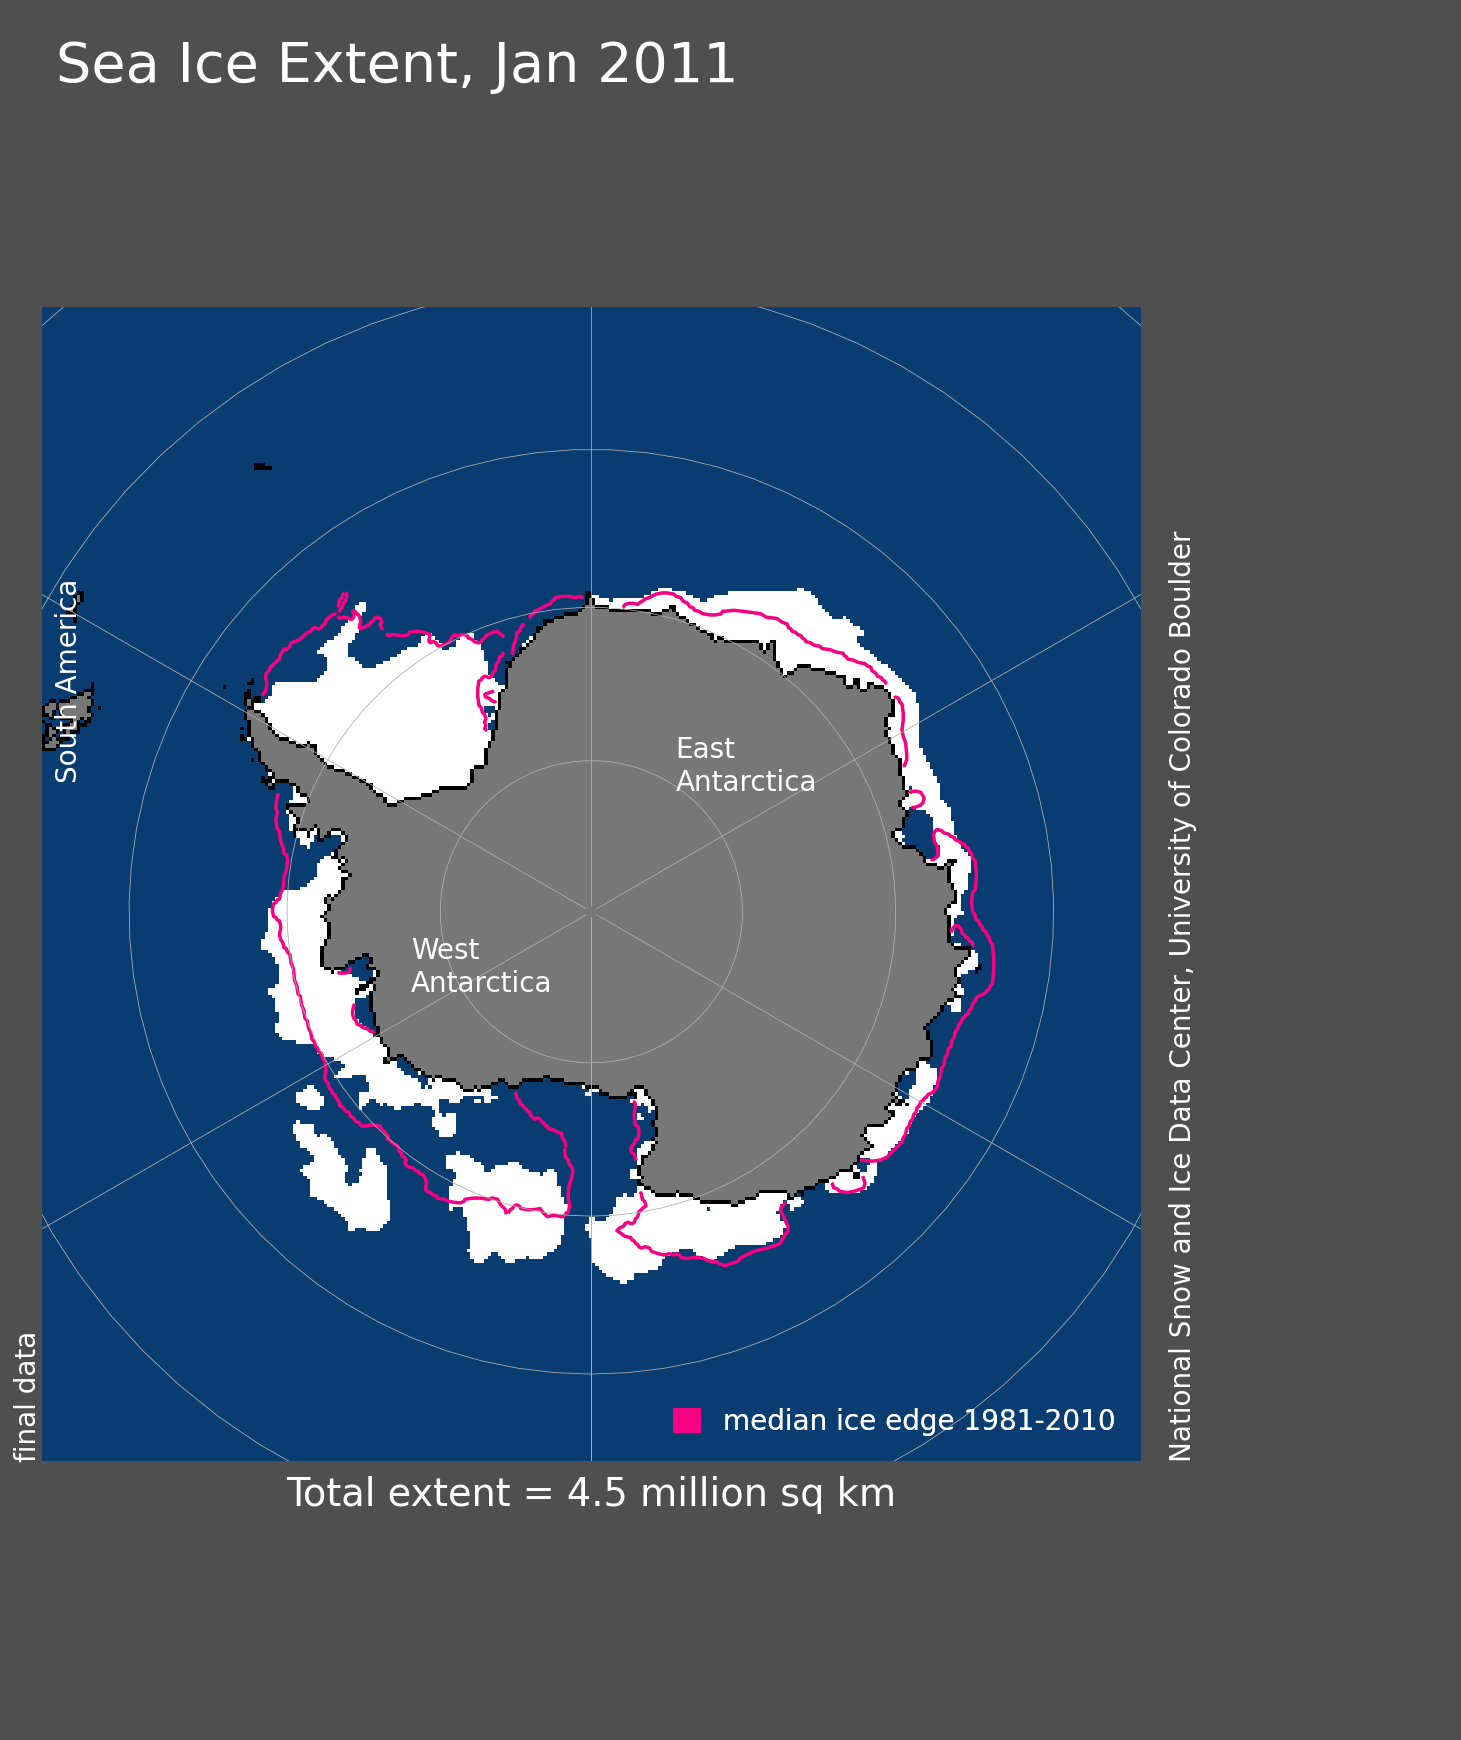 Sea Ice Extent, Jan 2011
South America
East
Antarctica
West
Antarctica
median ice edge 1981-2010
final data
National Snow and Ice Data Center, University of Colorado Boulder
Total extent = 4.5 million sq km